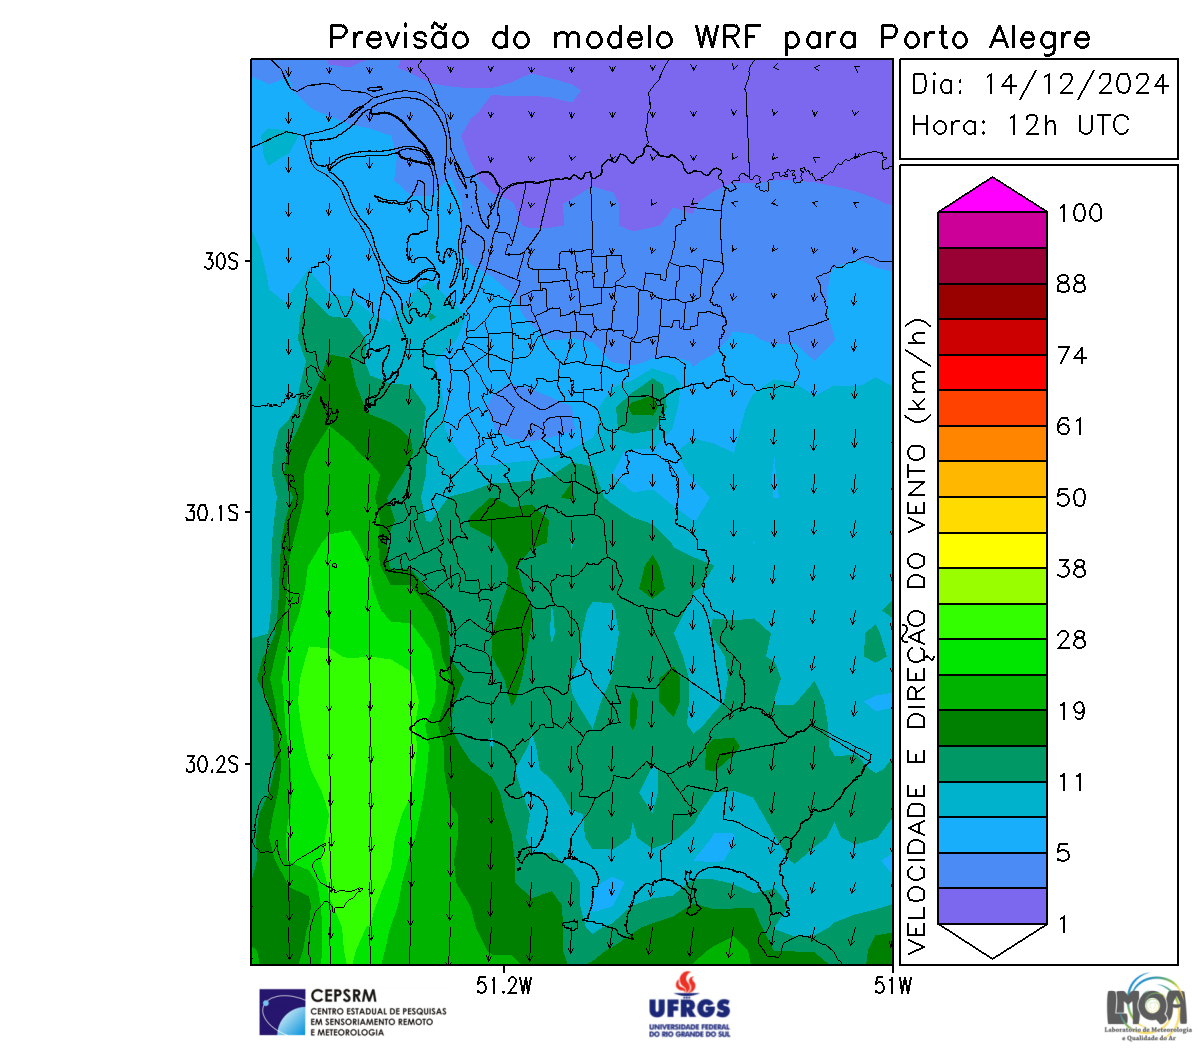 Previsão do modelo WRF para Porto Alegre
Dia: 14/12/2024
Hora: 12h UTC
100
88
74
61
50
38
28
19
11
5
1
VELOCIDADE E DIREÇÃO DO VENTO (km/h)
30S
30.1S
30.2S
51.2W
51W
CEPSRM
CENTRO ESTADUAL DE PESQUISAS
EM SENSORIAMENTO REMOTO
E METEOROLOGIA
UFRGS
UNIVERSIDADE FEDERAL
DO RIO GRANDE DO SUL
LMQA
Laboratório de Meteorologia
e Qualidade do Ar